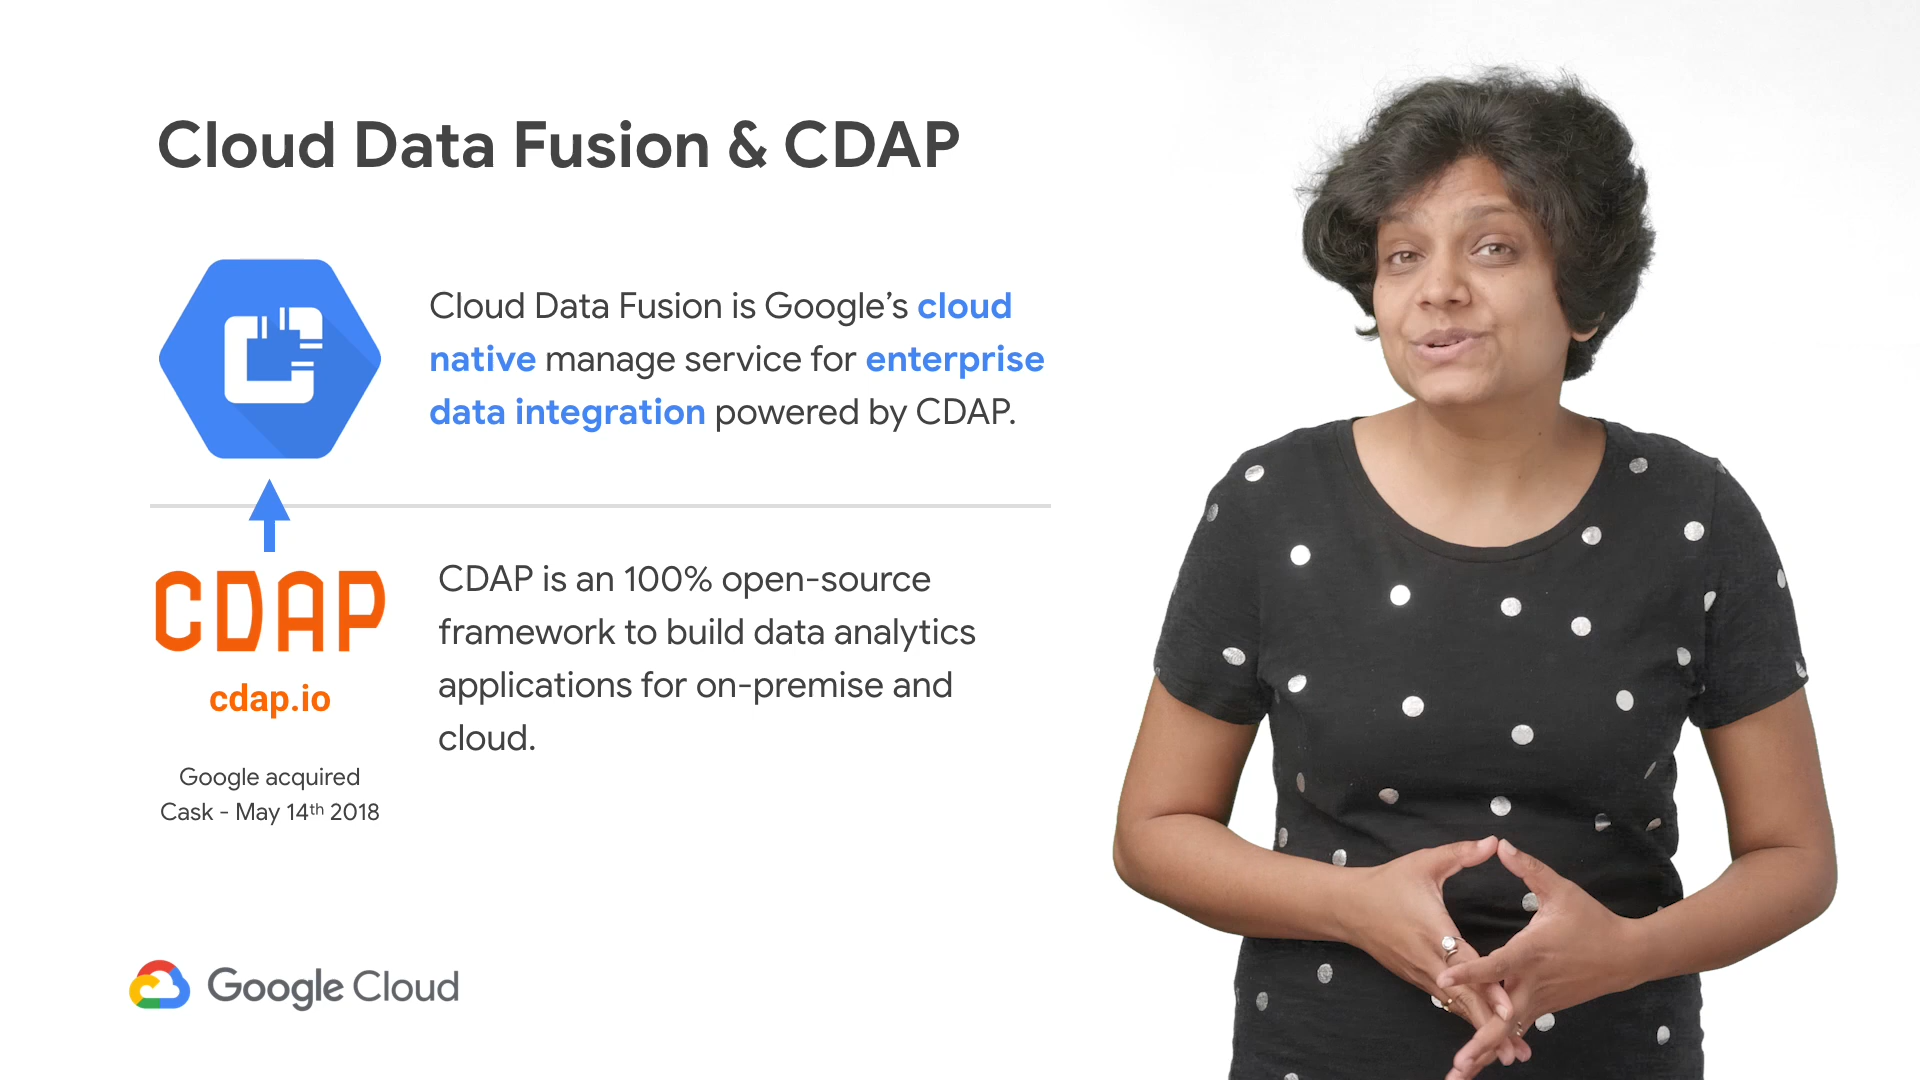 Cloud Data Fusion & CDAP
Cloud Data Fusion is Google’s cloud
native manage service for enterprise
data integration powered by CDAP.
CDAP
cdap.io
Google acquired
Cask - May 14th 2018
CDAP is an 100% open-source
framework to build data analytics
applications for on-premise and
cloud.
Google Cloud